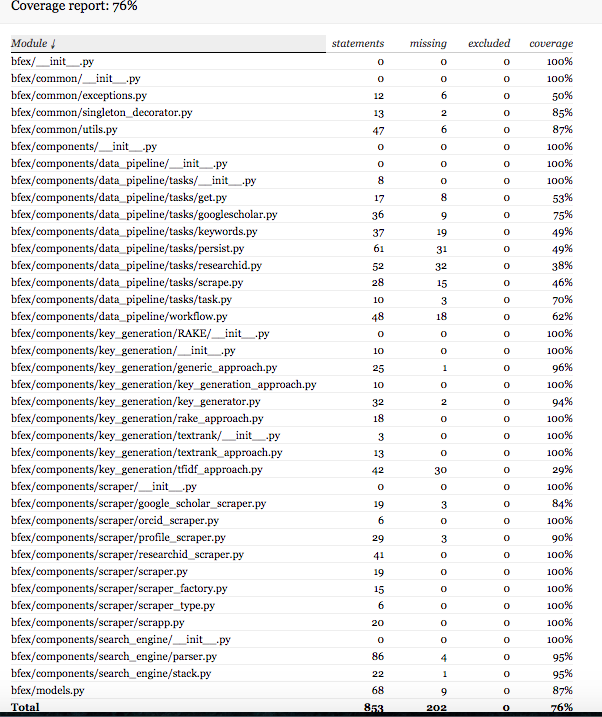 Coverage report: 76%
Module ↓ statements missing excluded coverage
bfex/__init__.py 0 0 0 100%
bfex/common/__init__.py 0 0 0 100%
bfex/common/exceptions.py 12 6 0 50%
bfex/common/singleton_decorator.py 13 2 0 85%
bfex/common/utils.py 47 6 0 87%
bfex/components/__init__.py 0 0 0 100%
bfex/components/data_pipeline/__init__.py 0 0 0 100%
bfex/components/data_pipeline/tasks/__init__.py 8 0 0 100%
bfex/components/data_pipeline/tasks/get.py 17 8 0 53%
bfex/components/data_pipeline/tasks/googlescholar.py 36 9 0 75%
bfex/components/data_pipeline/tasks/keywords.py 37 19 0 49%
bfex/components/data_pipeline/tasks/persist.py 61 31 0 49%
bfex/components/data_pipeline/tasks/researchid.py 52 32 0 38%
bfex/components/data_pipeline/tasks/scrape.py 28 15 0 46%
bfex/components/data_pipeline/tasks/task.py 10 3 0 70%
bfex/components/data_pipeline/workflow.py 48 18 0 62%
bfex/components/key_generation/RAKE/__init__.py 0 0 0 100%
bfex/components/key_generation/__init__.py 10 0 0 100%
bfex/components/key_generation/generic_approach.py 25 1 0 96%
bfex/components/key_generation/key_generation_approach.py 10 0 0 100%
bfex/components/key_generation/key_generator.py 32 2 0 94%
bfex/components/key_generation/rake_approach.py 18 0 0 100%
bfex/components/key_generation/textrank/__init__.py 3 0 0 100%
bfex/components/key_generation/textrank_approach.py 13 0 0 100%
bfex/components/key_generation/tfidf_approach.py 42 30 0 29%
bfex/components/scraper/__init__.py 0 0 0 100%
bfex/components/scraper/google_scholar_scraper.py 19 3 0 84%
bfex/components/scraper/orcid_scraper.py 6 0 0 100%
bfex/components/scraper/profile_scraper.py 29 3 0 90%
bfex/components/scraper/researchid_scraper.py 41 0 0 100%
bfex/components/scraper/scraper.py 19 0 0 100%
bfex/components/scraper/scraper_factory.py 15 0 0 100%
bfex/components/scraper/scraper_type.py 6 0 0 100%
bfex/components/scraper/scrapp.py 20 0 0 100%
bfex/components/search_engine/__init__.py 0 0 0 100%
bfex/components/search_engine/parser.py 86 4 0 95%
bfex/components/search_engine/stack.py 22 1 0 95%
bfex/models.py 68 9 0 87%
Total 853 202 0 76%